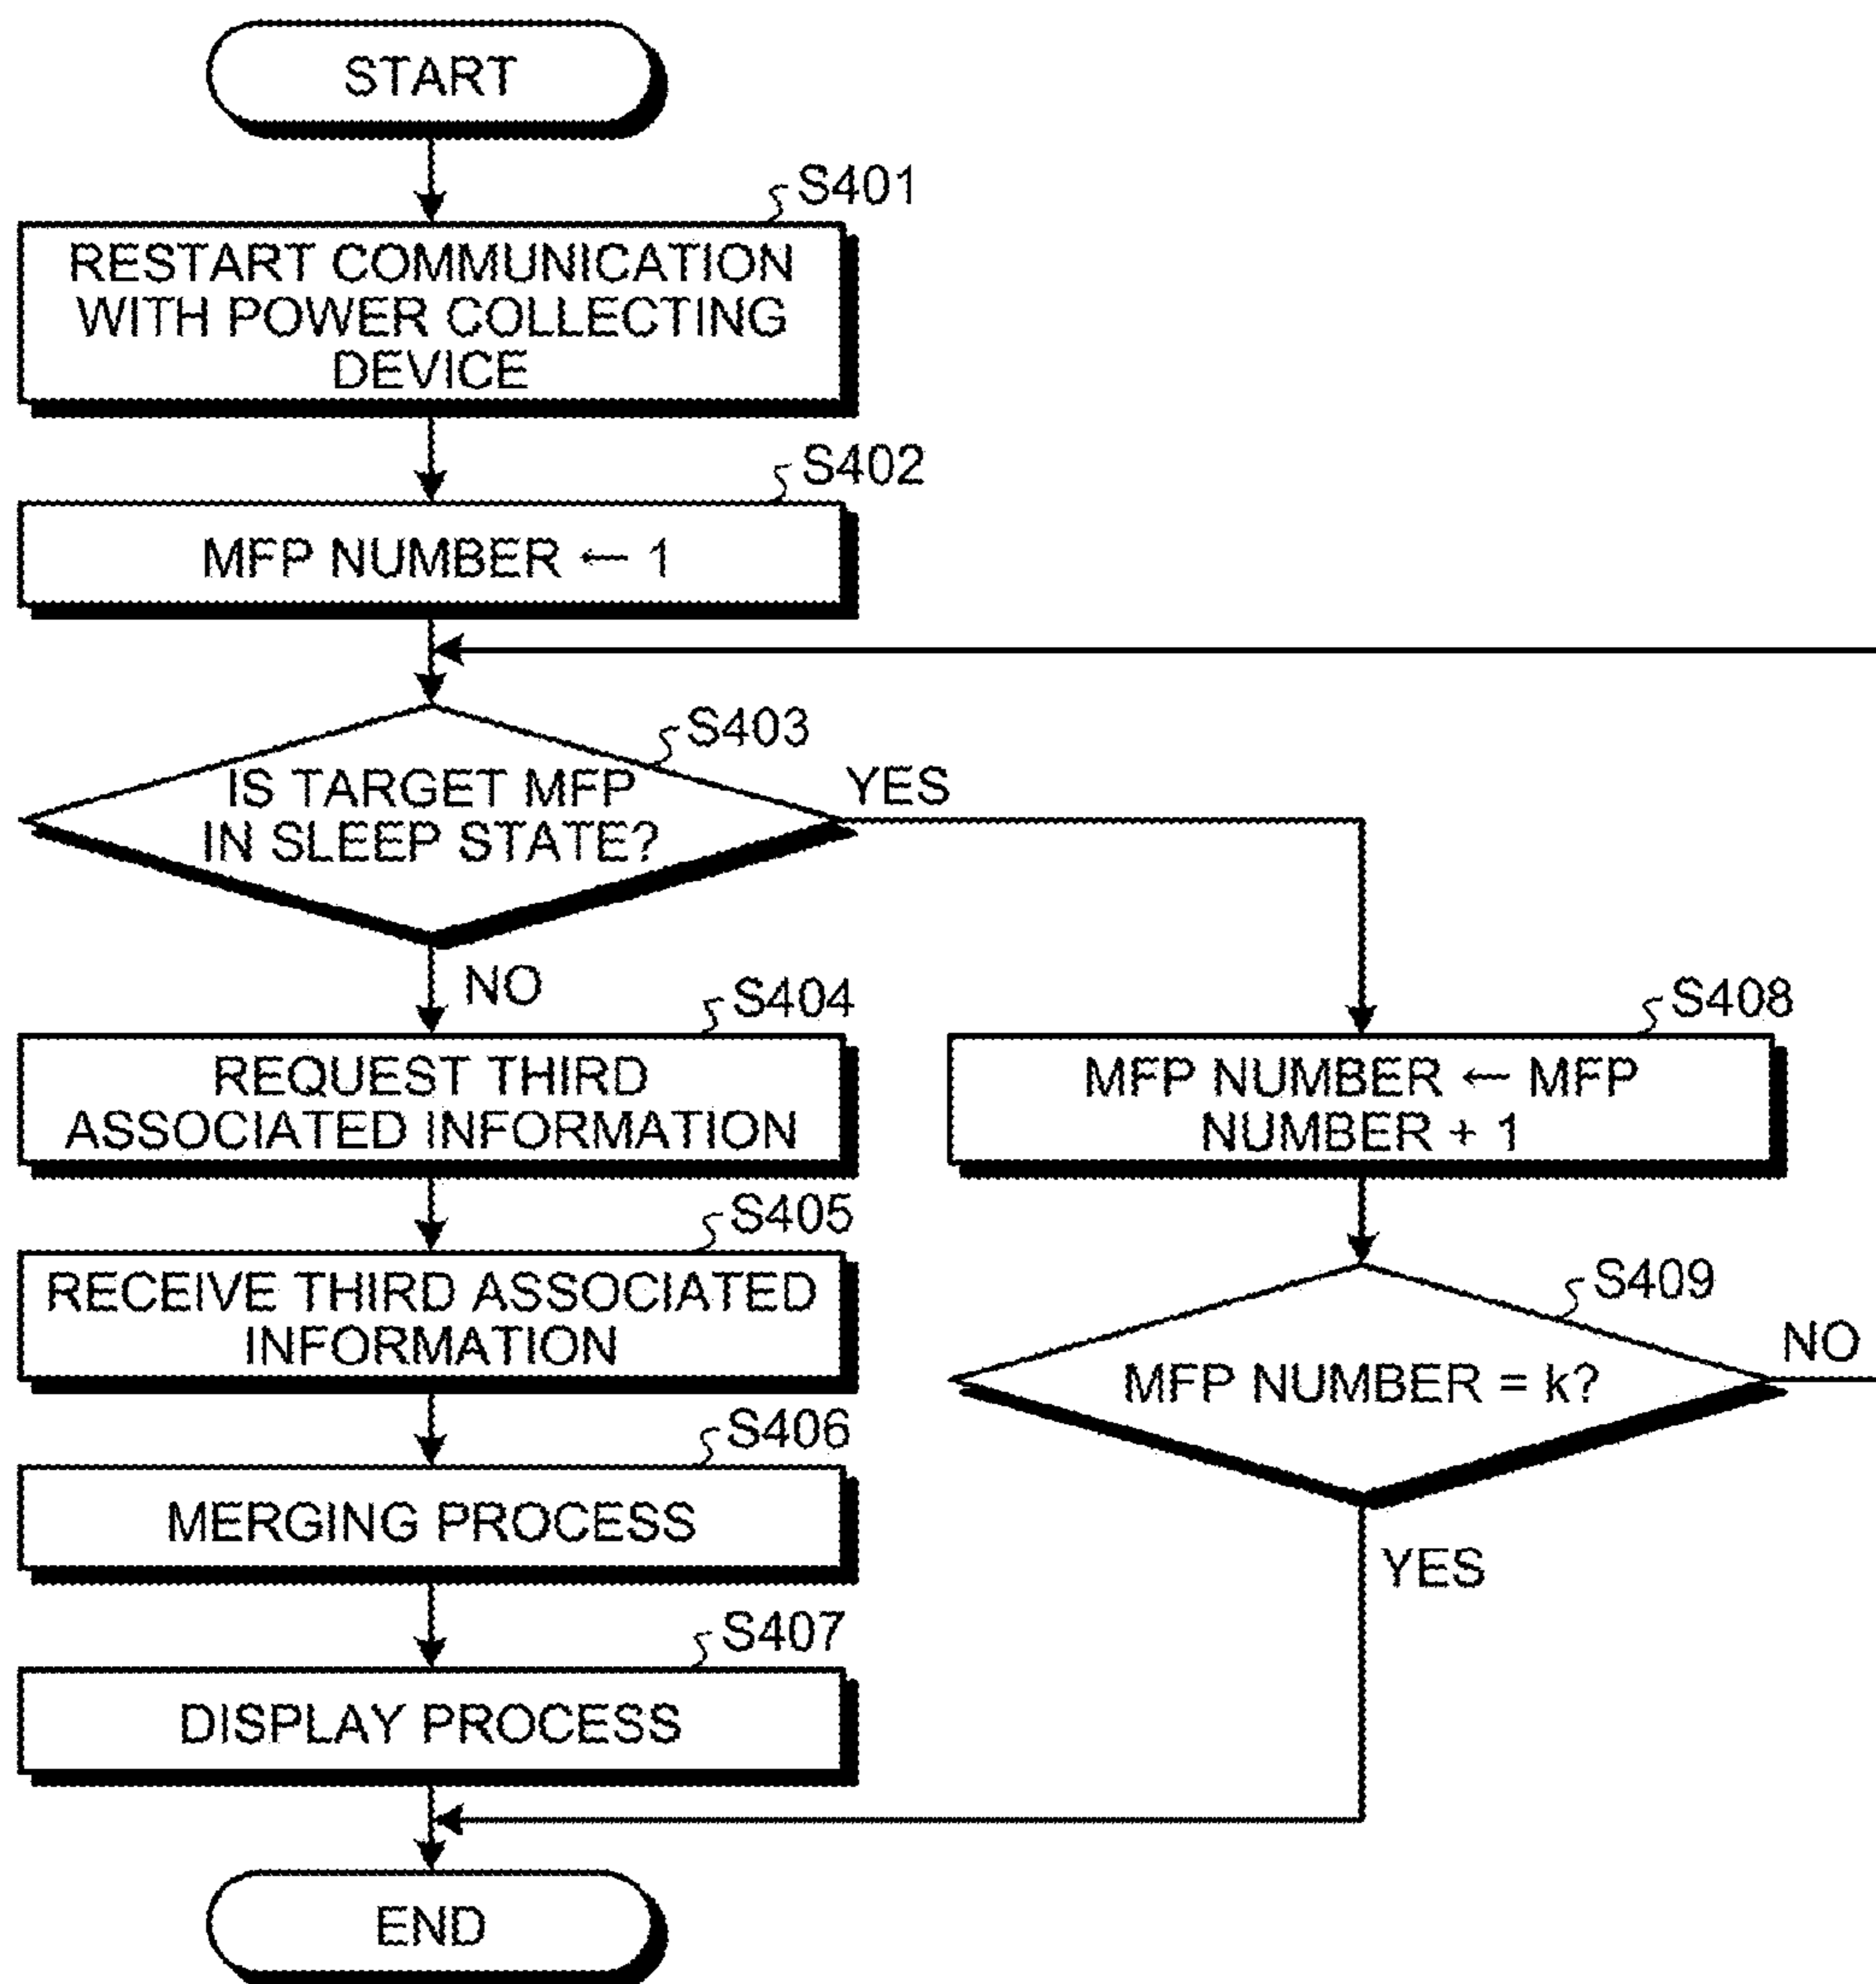 START
S401
RESTART COMMUNICATION
WITH POWER COLLECTING
DEVICE
S402
MFP NUMBER ← 1
S403
IS TARGET MFP
IN SLEEP STATE?
YES
NO
S404
REQUEST THIRD
ASSOCIATED INFORMATION
S408
MFP NUMBER ← MFP
NUMBER + 1
S405
RECEIVE THIRD ASSOCIATED
INFORMATION
S409
MFP NUMBER = k?
NO
YES
S406
MERGING PROCESS
S407
DISPLAY PROCESS
END